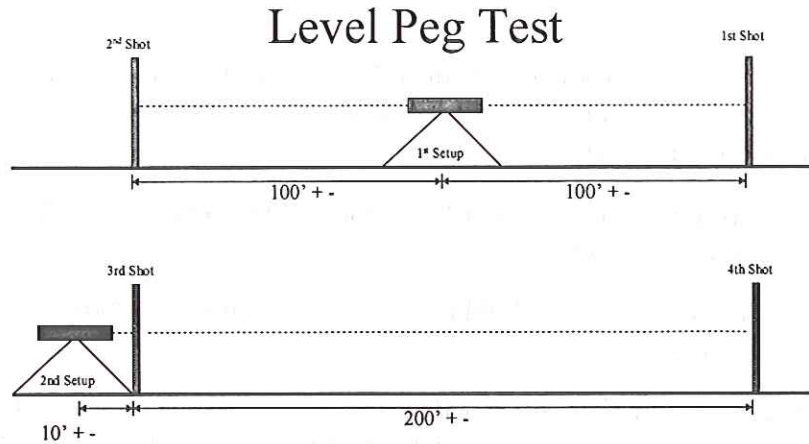 Level Peg Test
2nd Shot
1st Shot
1st Setup
100' + -
100' + -
3rd Shot
4th Shot
2nd Setup
10' + -
200' + -